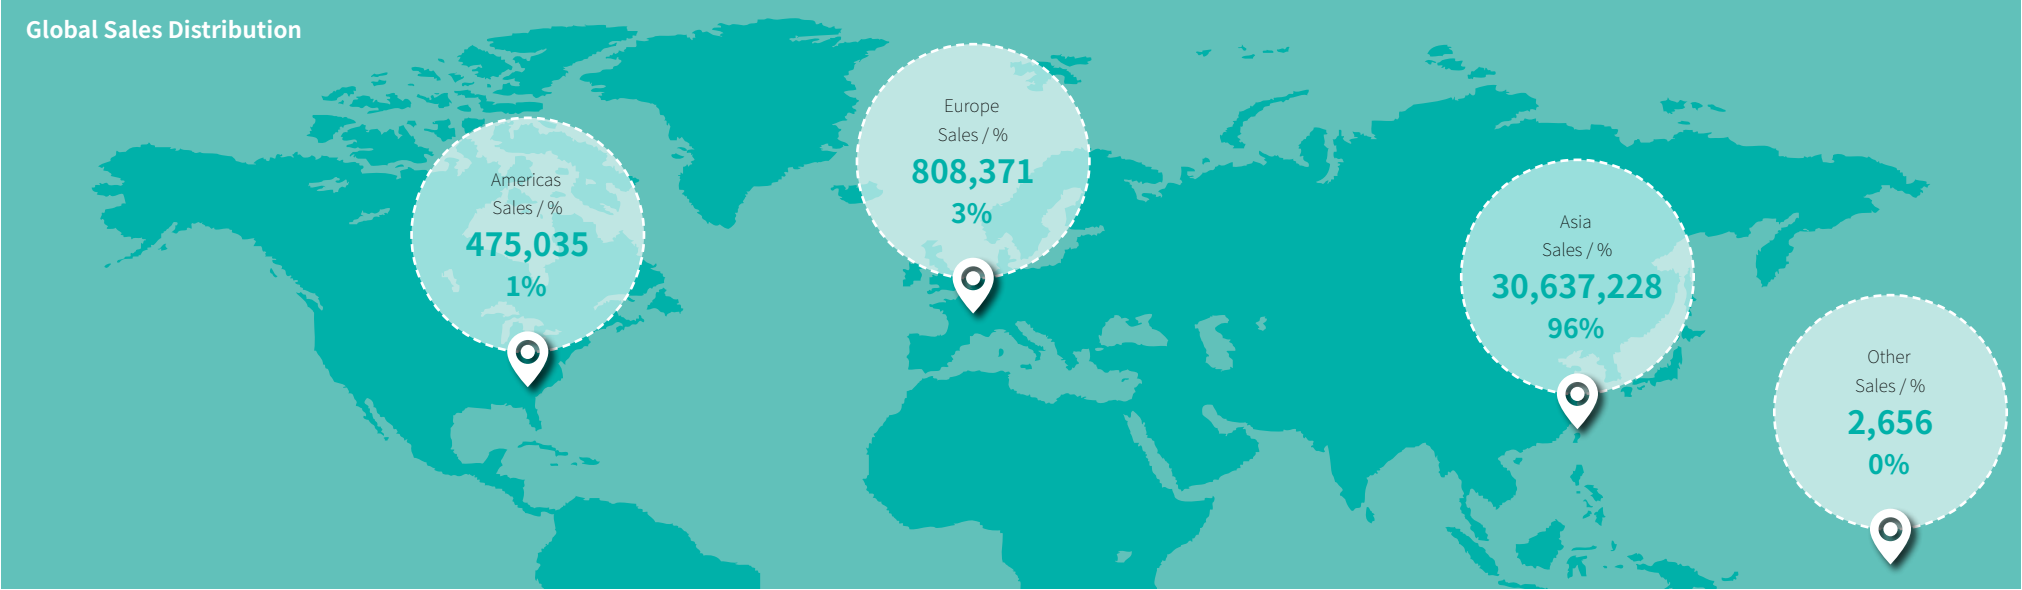 Global Sales Distribution
Americas
Sales / %
475,035
1%
Europe
Sales / %
808,371
3%
Asia
Sales / %
30,637,228
96%
Other
Sales / %
2,656
0%